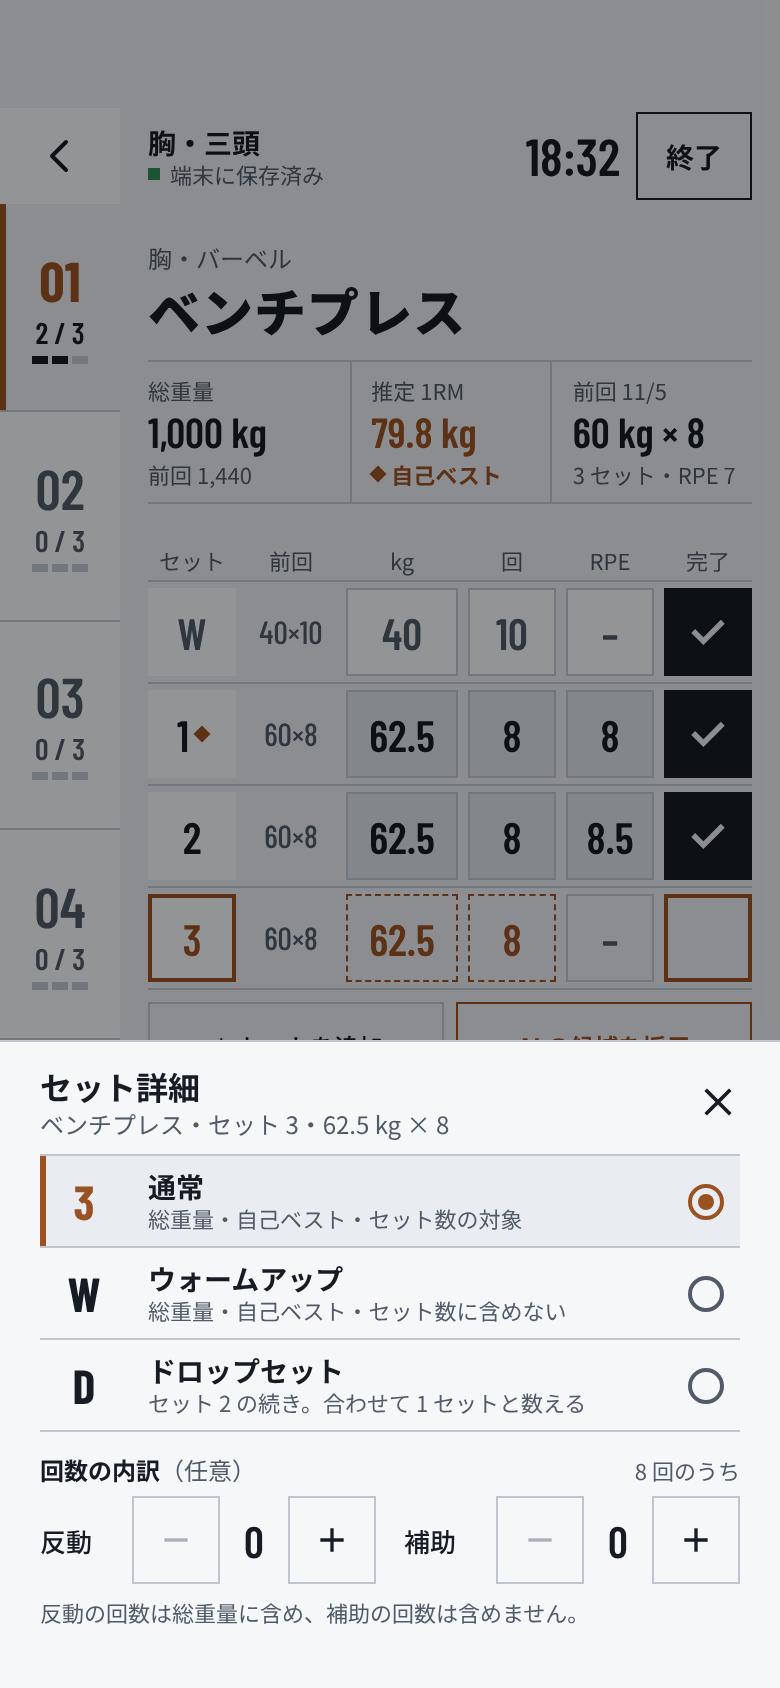 胸・三頭
端末に保存済み
18:32
終了
01
2 / 3
02
0 / 3
03
0 / 3
04
0 / 3
胸・バーベル
ベンチプレス
総重量
1,000 kg
前回 1,440
推定 1RM
79.8 kg
自己ベスト
前回 11/5
60 kg × 8
3 セット・RPE 7
セット 前回 kg 回 RPE 完了
W 40×10 40 10 –
1 60×8 62.5 8 8
2 60×8 62.5 8 8.5
3 60×8 62.5 8 –
セット詳細
ベンチプレス・セット 3・62.5 kg × 8
3 通常
総重量・自己ベスト・セット数の対象
W ウォームアップ
総重量・自己ベスト・セット数に含めない
D ドロップセット
セット 2 の続き。合わせて 1 セットと数える
回数の内訳（任意） 8 回のうち
反動 − 0 + 補助 − 0 +
反動の回数は総重量に含め、補助の回数は含めません。